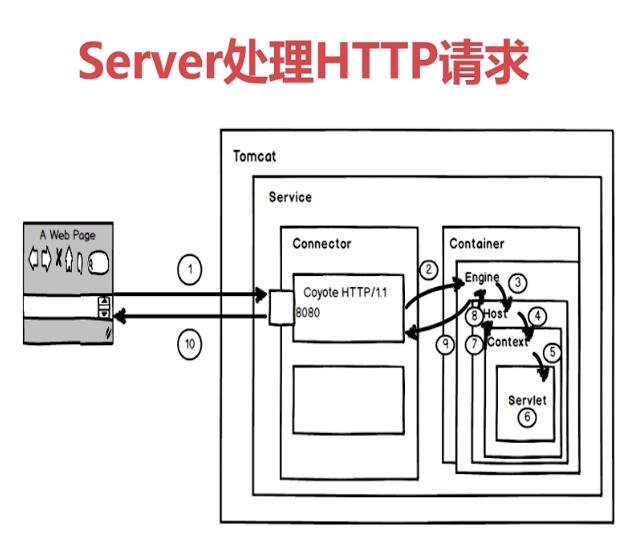 Server处理HTTP请求
Tomcat
Service
A Web Page
Connector
Container
Coyote HTTP/1.1
8080
Engine
Host
Context
Servlet
1
2
3
4
5
6
7
8
9
10